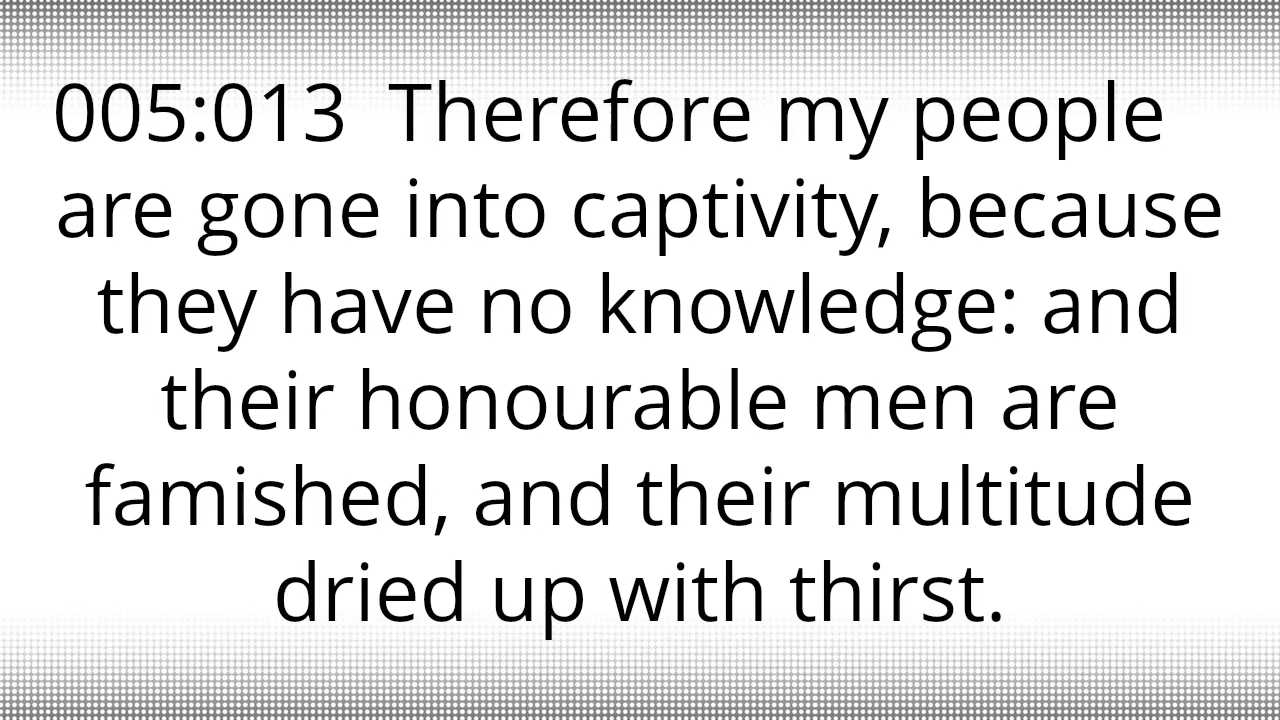 005:013  Therefore my people
are gone into captivity, because
they have no knowledge: and
their honourable men are
famished, and their multitude
dried up with thirst.